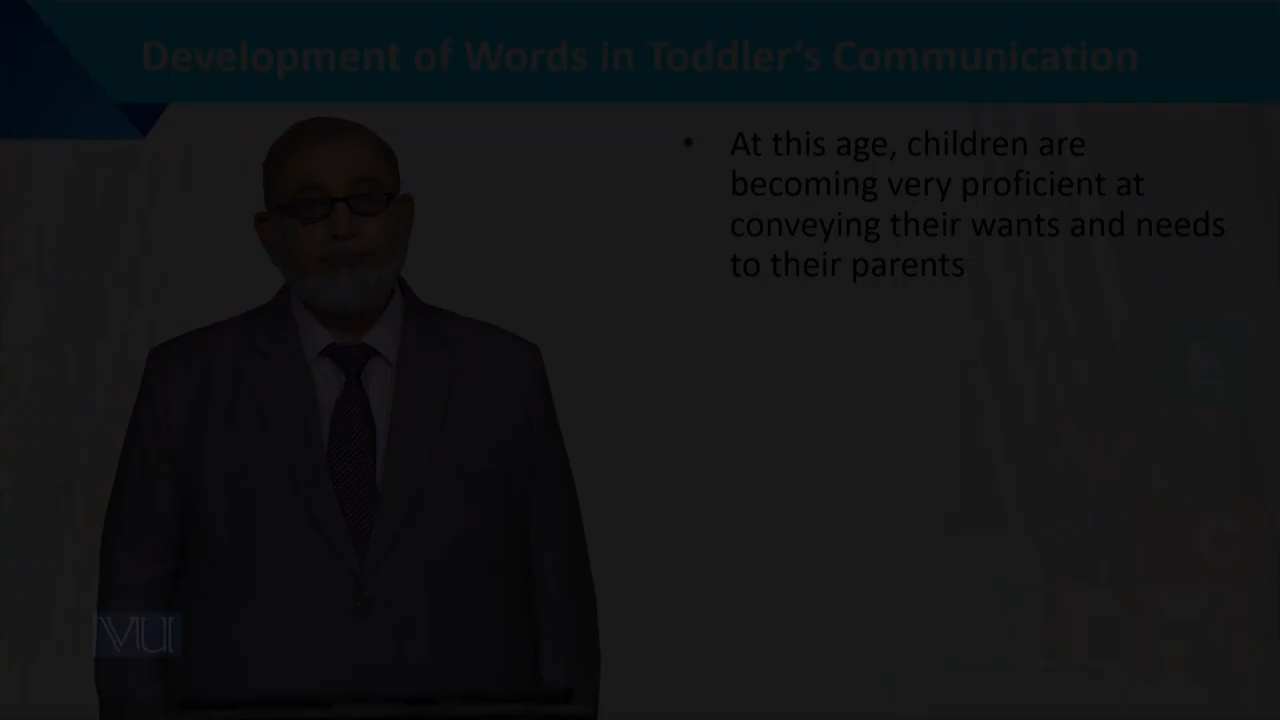 Development of Words in Toddler's Communication
• At this age, children are
becoming very proficient at
conveying their wants and needs
to their parents
E
C
VU